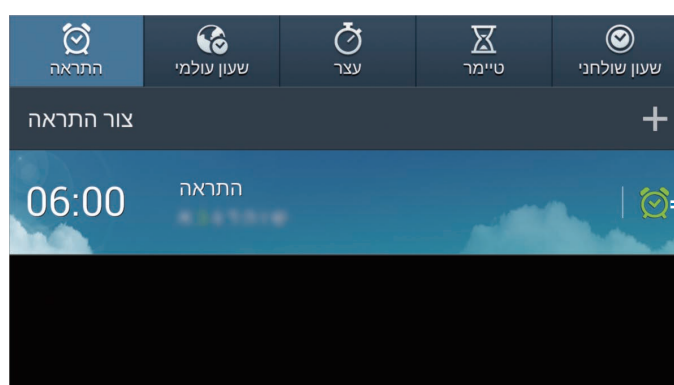 התראה
שעון עולמי
עצר
טיימר
שעון שולחני
צור התראה
06:00
התראה